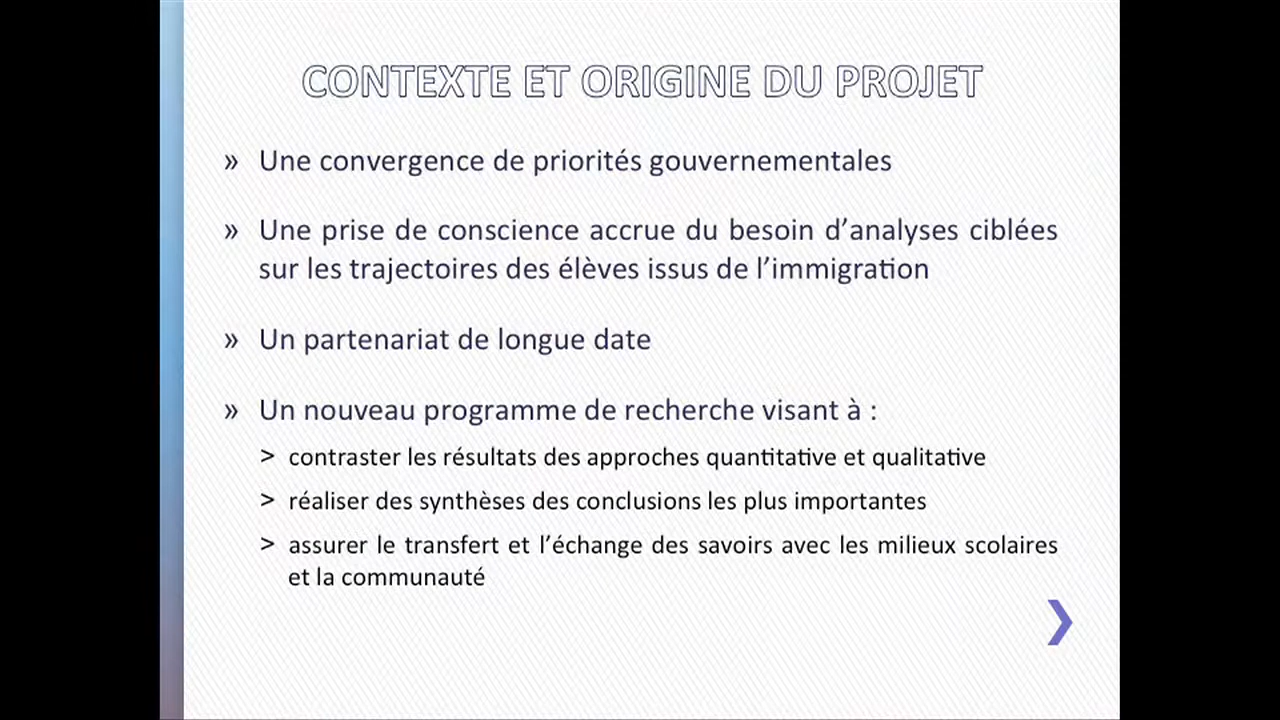 CONTEXTE ET ORIGINE DU PROJET
» Une convergence de priorités gouvernementales
» Une prise de conscience accrue du besoin d’analyses ciblées
sur les trajectoires des élèves issus de l’immigration
» Un partenariat de longue date
» Un nouveau programme de recherche visant à :
> contraster les résultats des approches quantitative et qualitative
> réaliser des synthèses des conclusions les plus importantes
> assurer le transfert et l’échange des savoirs avec les milieux scolaires
et la communauté